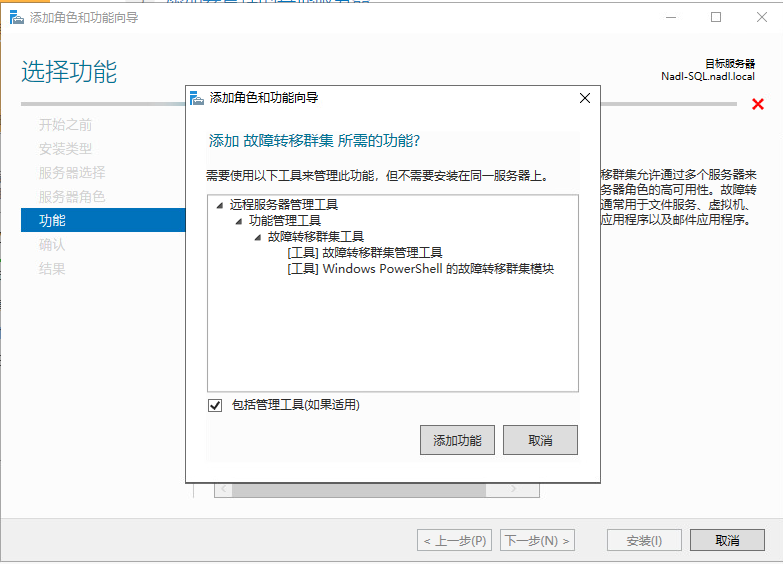 添加角色和功能向导
选择功能
目标服务器
Nadl-SQL.nadl.local
开始之前
安装类型
服务器选择
服务器角色
功能
确认
结果
添加角色和功能向导
添加 故障转移群集 所需的功能?
需要使用以下工具来管理此功能，但不需要安装在同一服务器上。
远程服务器管理工具
功能管理工具
故障转移群集工具
[工具] 故障转移群集管理工具
[工具] Windows PowerShell 的故障转移群集模块
包括管理工具(如果适用)
添加功能
取消
移群集允许通过多个服务器来
务器角色的高可用性。故障转
通常用于文件服务、虚拟机、
应用程序以及邮件应用程序。
< 上一步(P)
下一步(N) >
安装(I)
取消